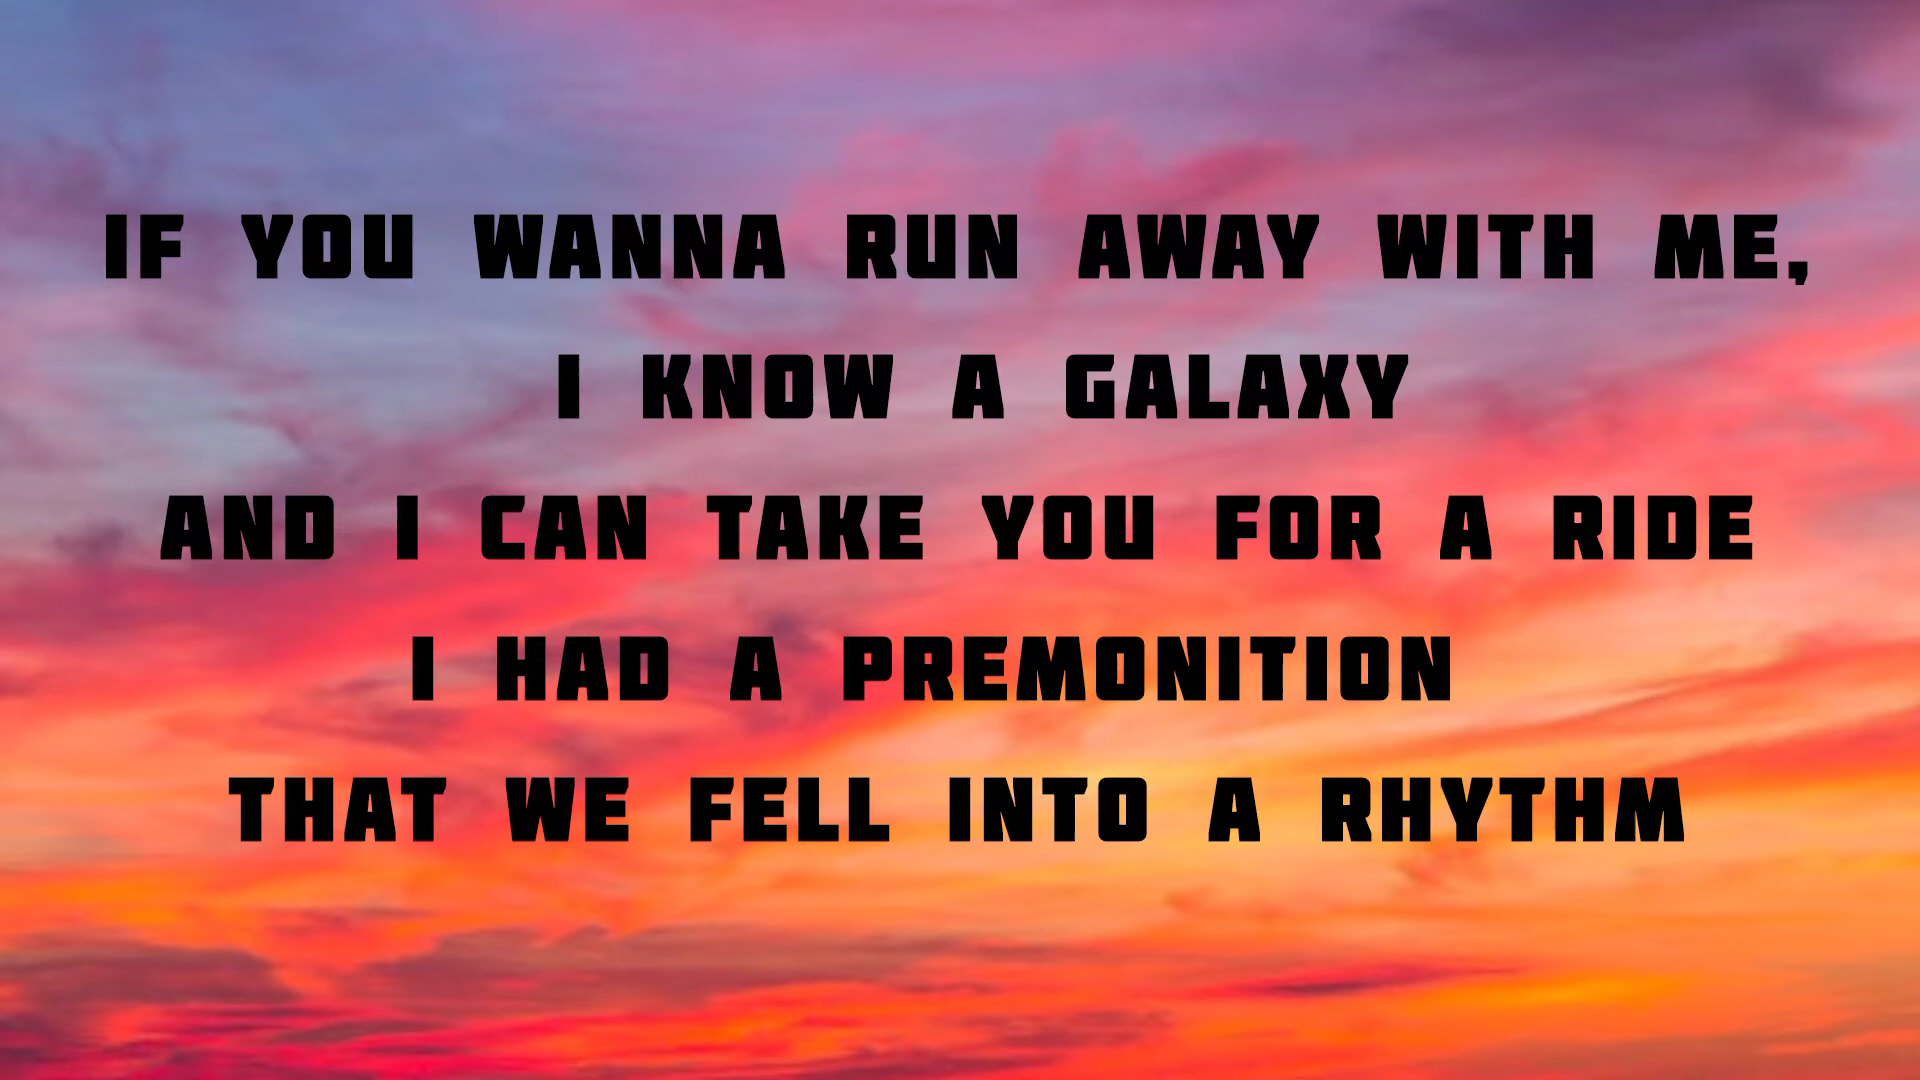 IF YOU WANNA RUN AWAY WITH ME,
I KNOW A GALAXY
AND I CAN TAKE YOU FOR A RIDE
I HAD A PREMONITION
THAT WE FELL INTO A RHYTHM